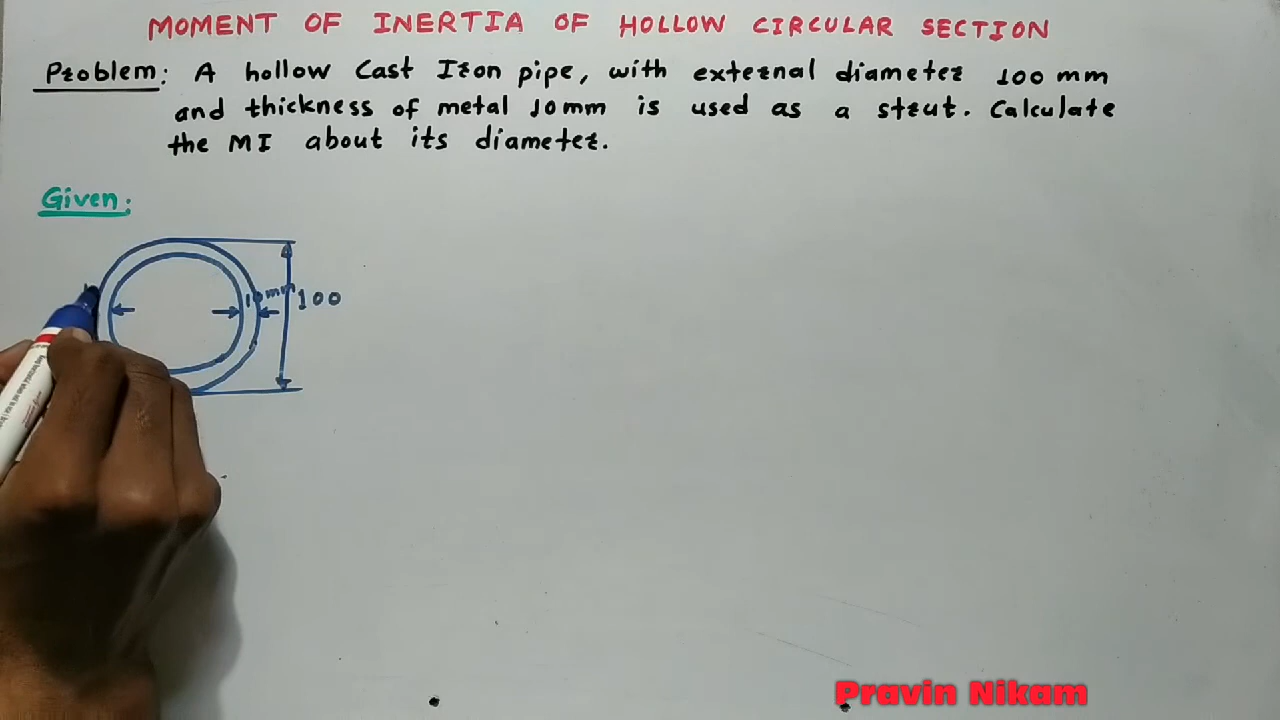 MOMENT OF INERTIA OF HOLLOW CIRCULAR SECTION
Problem: A hollow Cast Iron pipe, with external diameter 100 mm
and thickness of metal 10mm is used as a strut. Calculate
the MI about its diameter.
Given:
10mm
100
Pravin Nikam